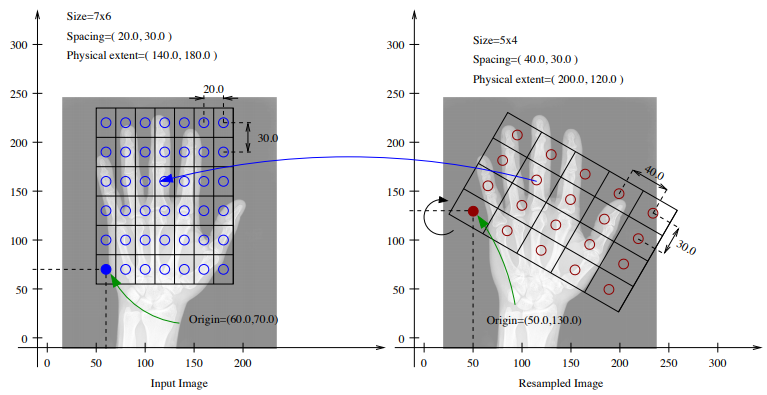 Size=7x6
Spacing=( 20.0, 30.0 )
Physical extent=( 140.0, 180.0 )
300
250
200
150
100
50
0
20.0
30.0
Origin=(60.0,70.0)
0 50 100 150 200
Input Image
Size=5x4
Spacing=( 40.0, 30.0 )
Physical extent=( 200.0, 120.0 )
300
250
200
150
100
50
0
40.0
30.0
Origin=(50.0,130.0)
0 50 100 150 200 250 300
Resampled Image